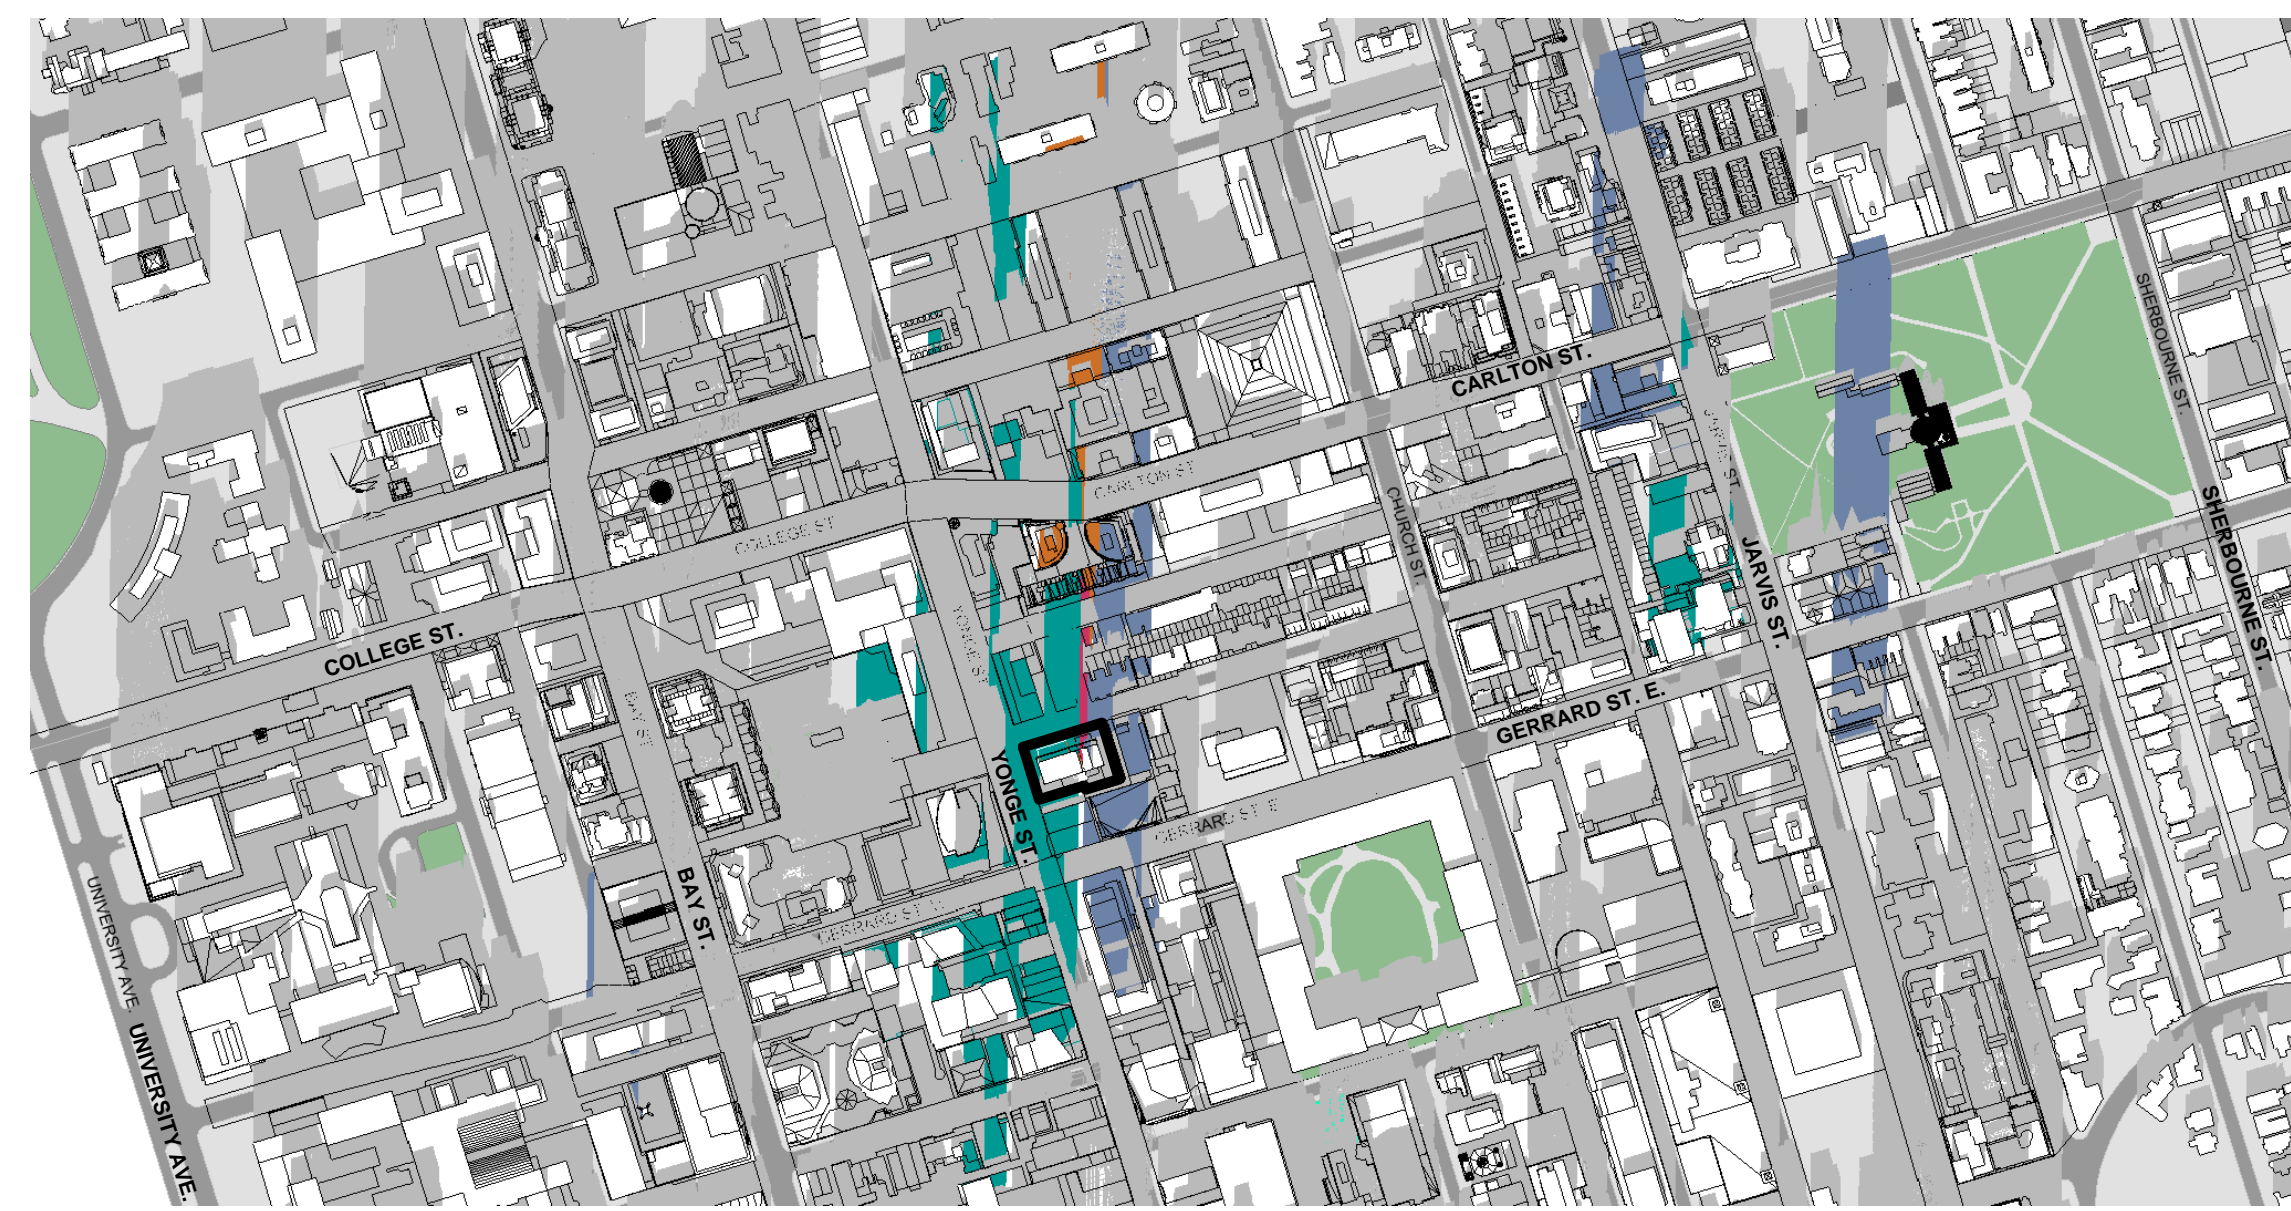 SHERBOURNE ST.
CARLTON ST.
JARVIS ST.
CARLTON ST
CHURCH ST.
SHERBOURNE ST.
COLLEGE ST
JARVIS ST.
COLLEGE ST.
YONGE ST
BAY ST
GERRARD ST. E.
YONGE ST.
GERRARD ST E
BAY ST.
GERRARD ST. W
UNIVERSITY AVE.
UNIVERSITY AVE.